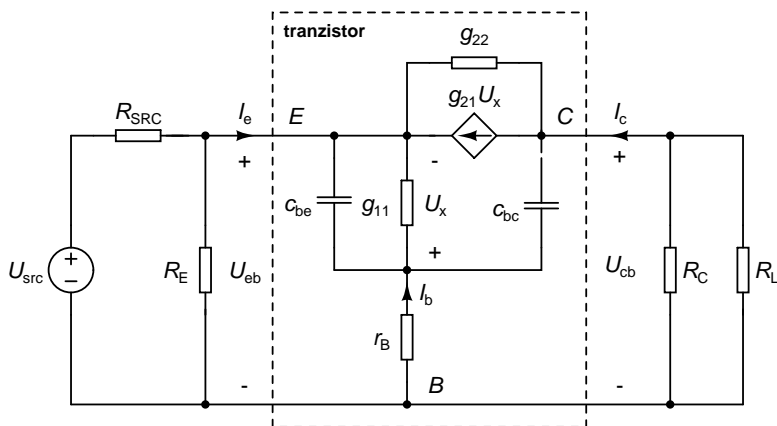 tranzistor
g22
RSRC
Ie
E
g21Ux
C
Ic
+
-
+
cbe
g11
Ux
cbc
+
Usrc
+
−
RE
Ueb
Ib
Ucb
RC
RL
rB
-
B
-